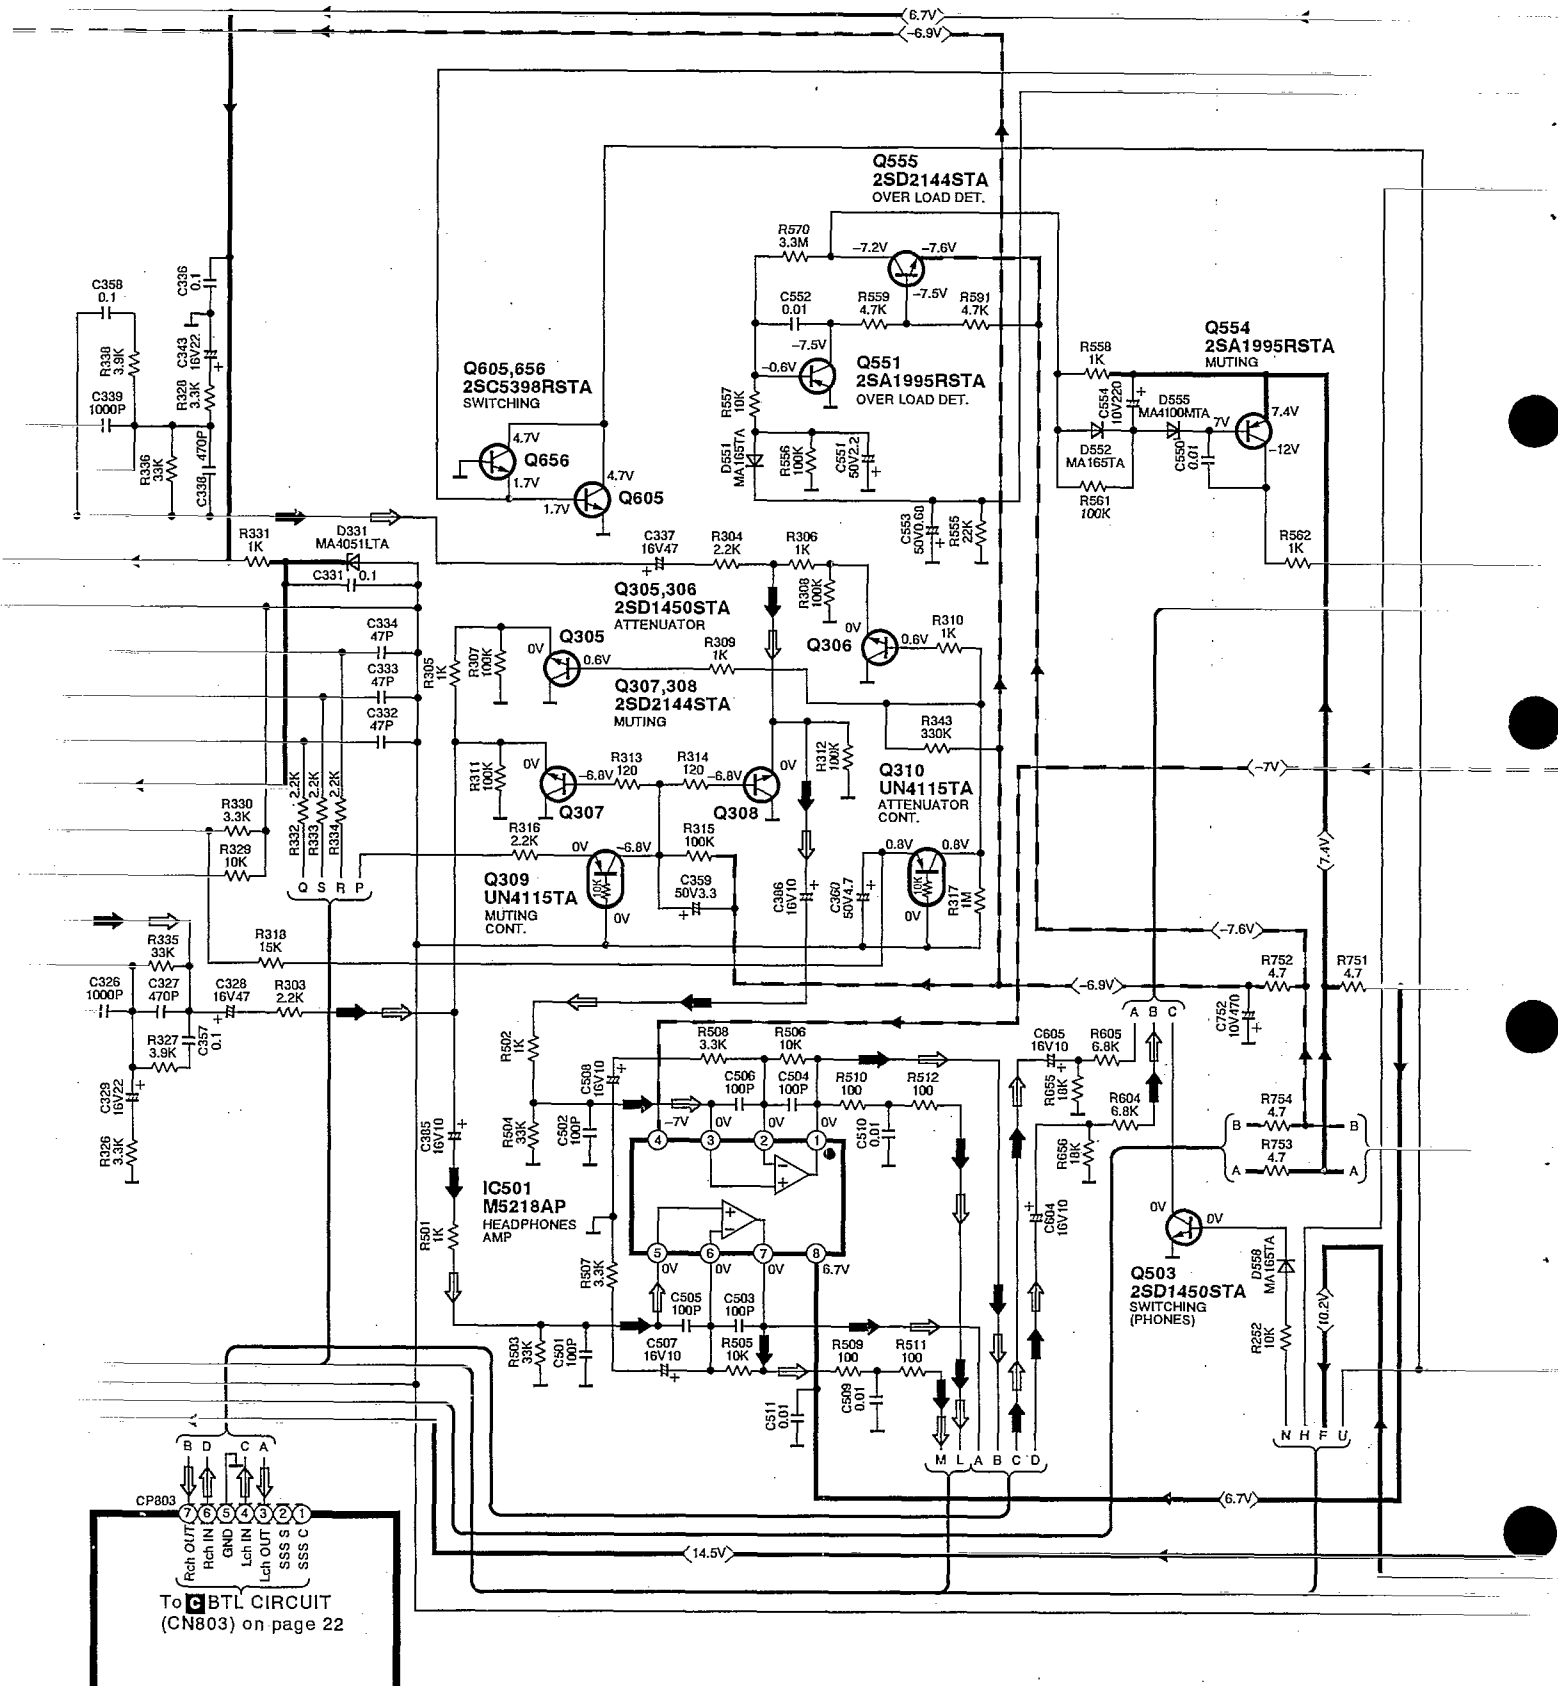 6.7V
–6.9V
Q555
2SD2144STA
OVER LOAD DET.
R570
3.3M
–7.2V
–7.6V
–7.5V
C552
0.01
R559
4.7K
R591
4.7K
–7.5V
–0.6V
Q551
2SA1995RSTA
OVER LOAD DET.
R557
10K
D551
MA165TA
R556
100K
C551
50V2.2
C553
50V0.68
R555
22K
R558
1K
C554
10V220
D555
MA4100MTA
D552
MA165TA
R561
100K
C550
0.01
7V
Q554
2SA1995RSTA
MUTING
7.4V
–12V
R562
1K
C358
0.1
C336
0.1
R338
3.9K
C343
16V22
R328
3.3K
C339
1000P
R336
33K
C338
470P
Q605,656
2SC5398RSTA
SWITCHING
4.7V
Q656
1.7V
4.7V
Q605
1.7V
R331
1K
D331
MA4051LTA
C331
0.1
C337
16V47
R304
2.2K
R306
1K
R308
100K
Q305,306
2SD1450STA
ATTENUATOR
Q305
0V
0.6V
R309
1K
0V
Q306
0.6V
R310
1K
C334
47P
C333
47P
C332
47P
R305
1K
R307
100K
Q307,308
2SD2144STA
MUTING
R343
330K
R312
100K
R311
100K
0V
–6.8V
Q307
R313
120
R314
120
–6.8V
0V
Q308
Q310
UN4115TA
ATTENUATOR
CONT.
–7V
R330
3.3K
R329
10K
R332
2.2K
R333
2.2K
R334
2.2K
Q S R P
R316
2.2K
0V
–6.8V
R315
100K
10K
0V
Q309
UN4115TA
MUTING
CONT.
C359
50V3.3
C386
16V10
C360
50V4.7
0.8V
0.8V
10K
0V
R317
1M
7.4V
–7.6V
R335
33K
R318
15K
C326
1000P
C327
470P
C328
16V47
R303
2.2K
R327
3.9K
C357
0.1
C329
16V22
R326
3.3K
–6.9V
R752
4.7
R751
4.7
C752
10V470
A B C
R502
1K
R508
3.3K
R506
10K
C508
16V10
C506
100P
C504
100P
R510
100
R512
100
C605
16V10
R605
6.8K
R655
18K
R604
6.8K
R656
18K
C604
16V10
R754
4.7
B
B
R753
4.7
A
A
C385
16V10
R504
33K
C502
100P
–7V
0V
0V
0V
C510
0.01
4 3 2 1
IC501
M5218AP
HEADPHONES
AMP
5 6 7 8
0V
0V
0V
6.7V
R501
1K
R507
3.3K
C505
100P
C503
100P
R503
33K
C501
100P
C507
16V10
R505
10K
R509
100
R511
100
C511
0.01
C509
0.01
0V
0V
Q503
2SD1450STA
SWITCHING
(PHONES)
D558
MA165TA
R252
10K
10.2V
N H F U
M L A B C D
6.7V
14.5V
B D C A
CP803
7 6 5 4 3 2 1
Rch OUT
Rch IN
GND
Lch IN
Lch OUT
SSS S
SSS C
To C BTL CIRCUIT
(CN803) on page 22